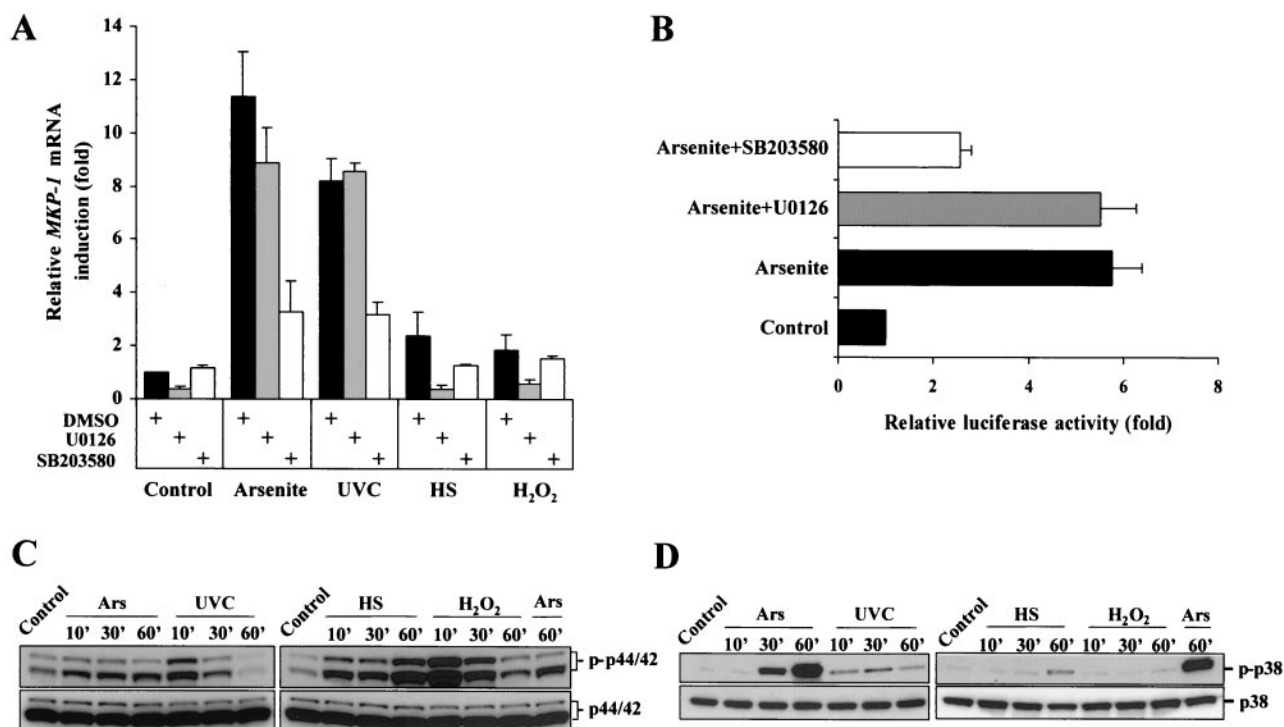 A
Relative MKP-1 mRNA
induction (fold)
14
12
10
8
6
4
2
0
DMSO + + + + +
U0126 + + + + +
SB203580 + + + + +
Control Arsenite UVC HS H₂O₂
B
Arsenite+SB203580
Arsenite+U0126
Arsenite
Control
0 2 4 6 8
Relative luciferase activity (fold)
C
Control Ars UVC Control HS H₂O₂ Ars
10’ 30’ 60’ 10’ 30’ 60’ 10’ 30’ 60’ 10’ 30’ 60’ 60’
p-p44/42
p44/42
D
Control Ars UVC Control HS H₂O₂ Ars
10’ 30’ 60’ 10’ 30’ 60’ 10’ 30’ 60’ 10’ 30’ 60’ 60’
p-p38
p38